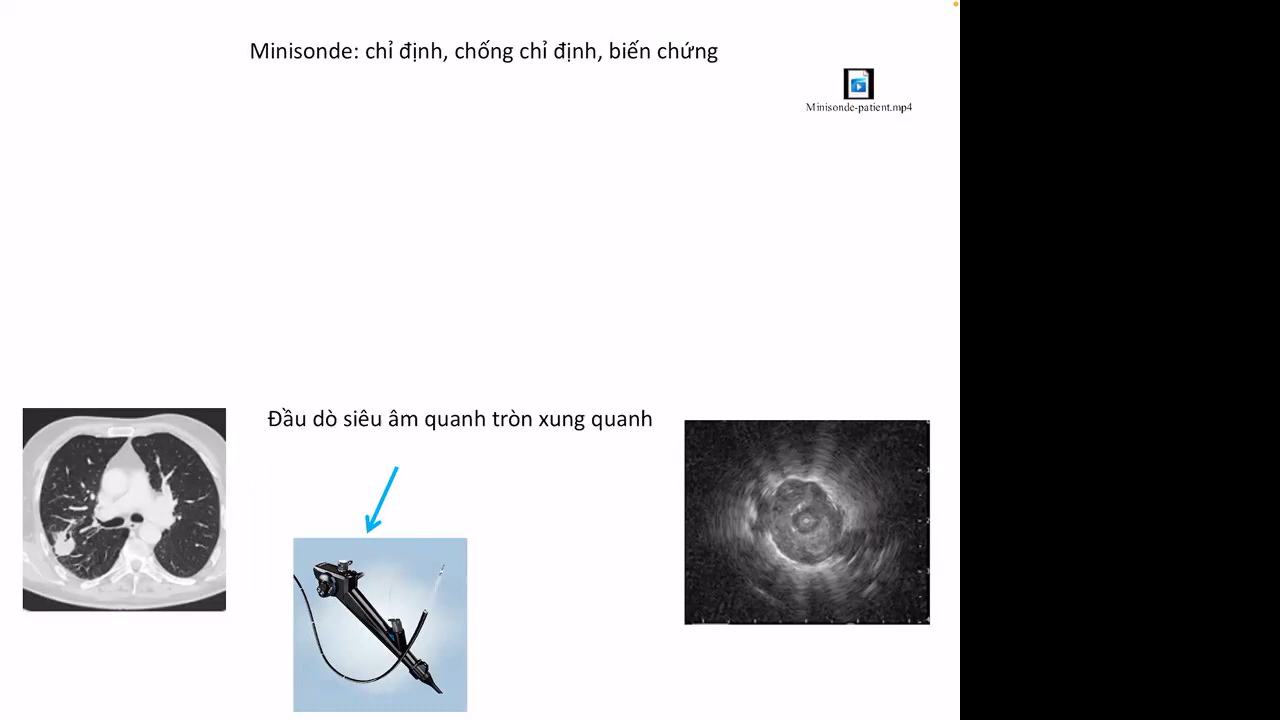 Minisonde: chỉ định, chống chỉ định, biến chứng
Minisonde-patient.mp4
Đầu dò siêu âm quanh tròn xung quanh